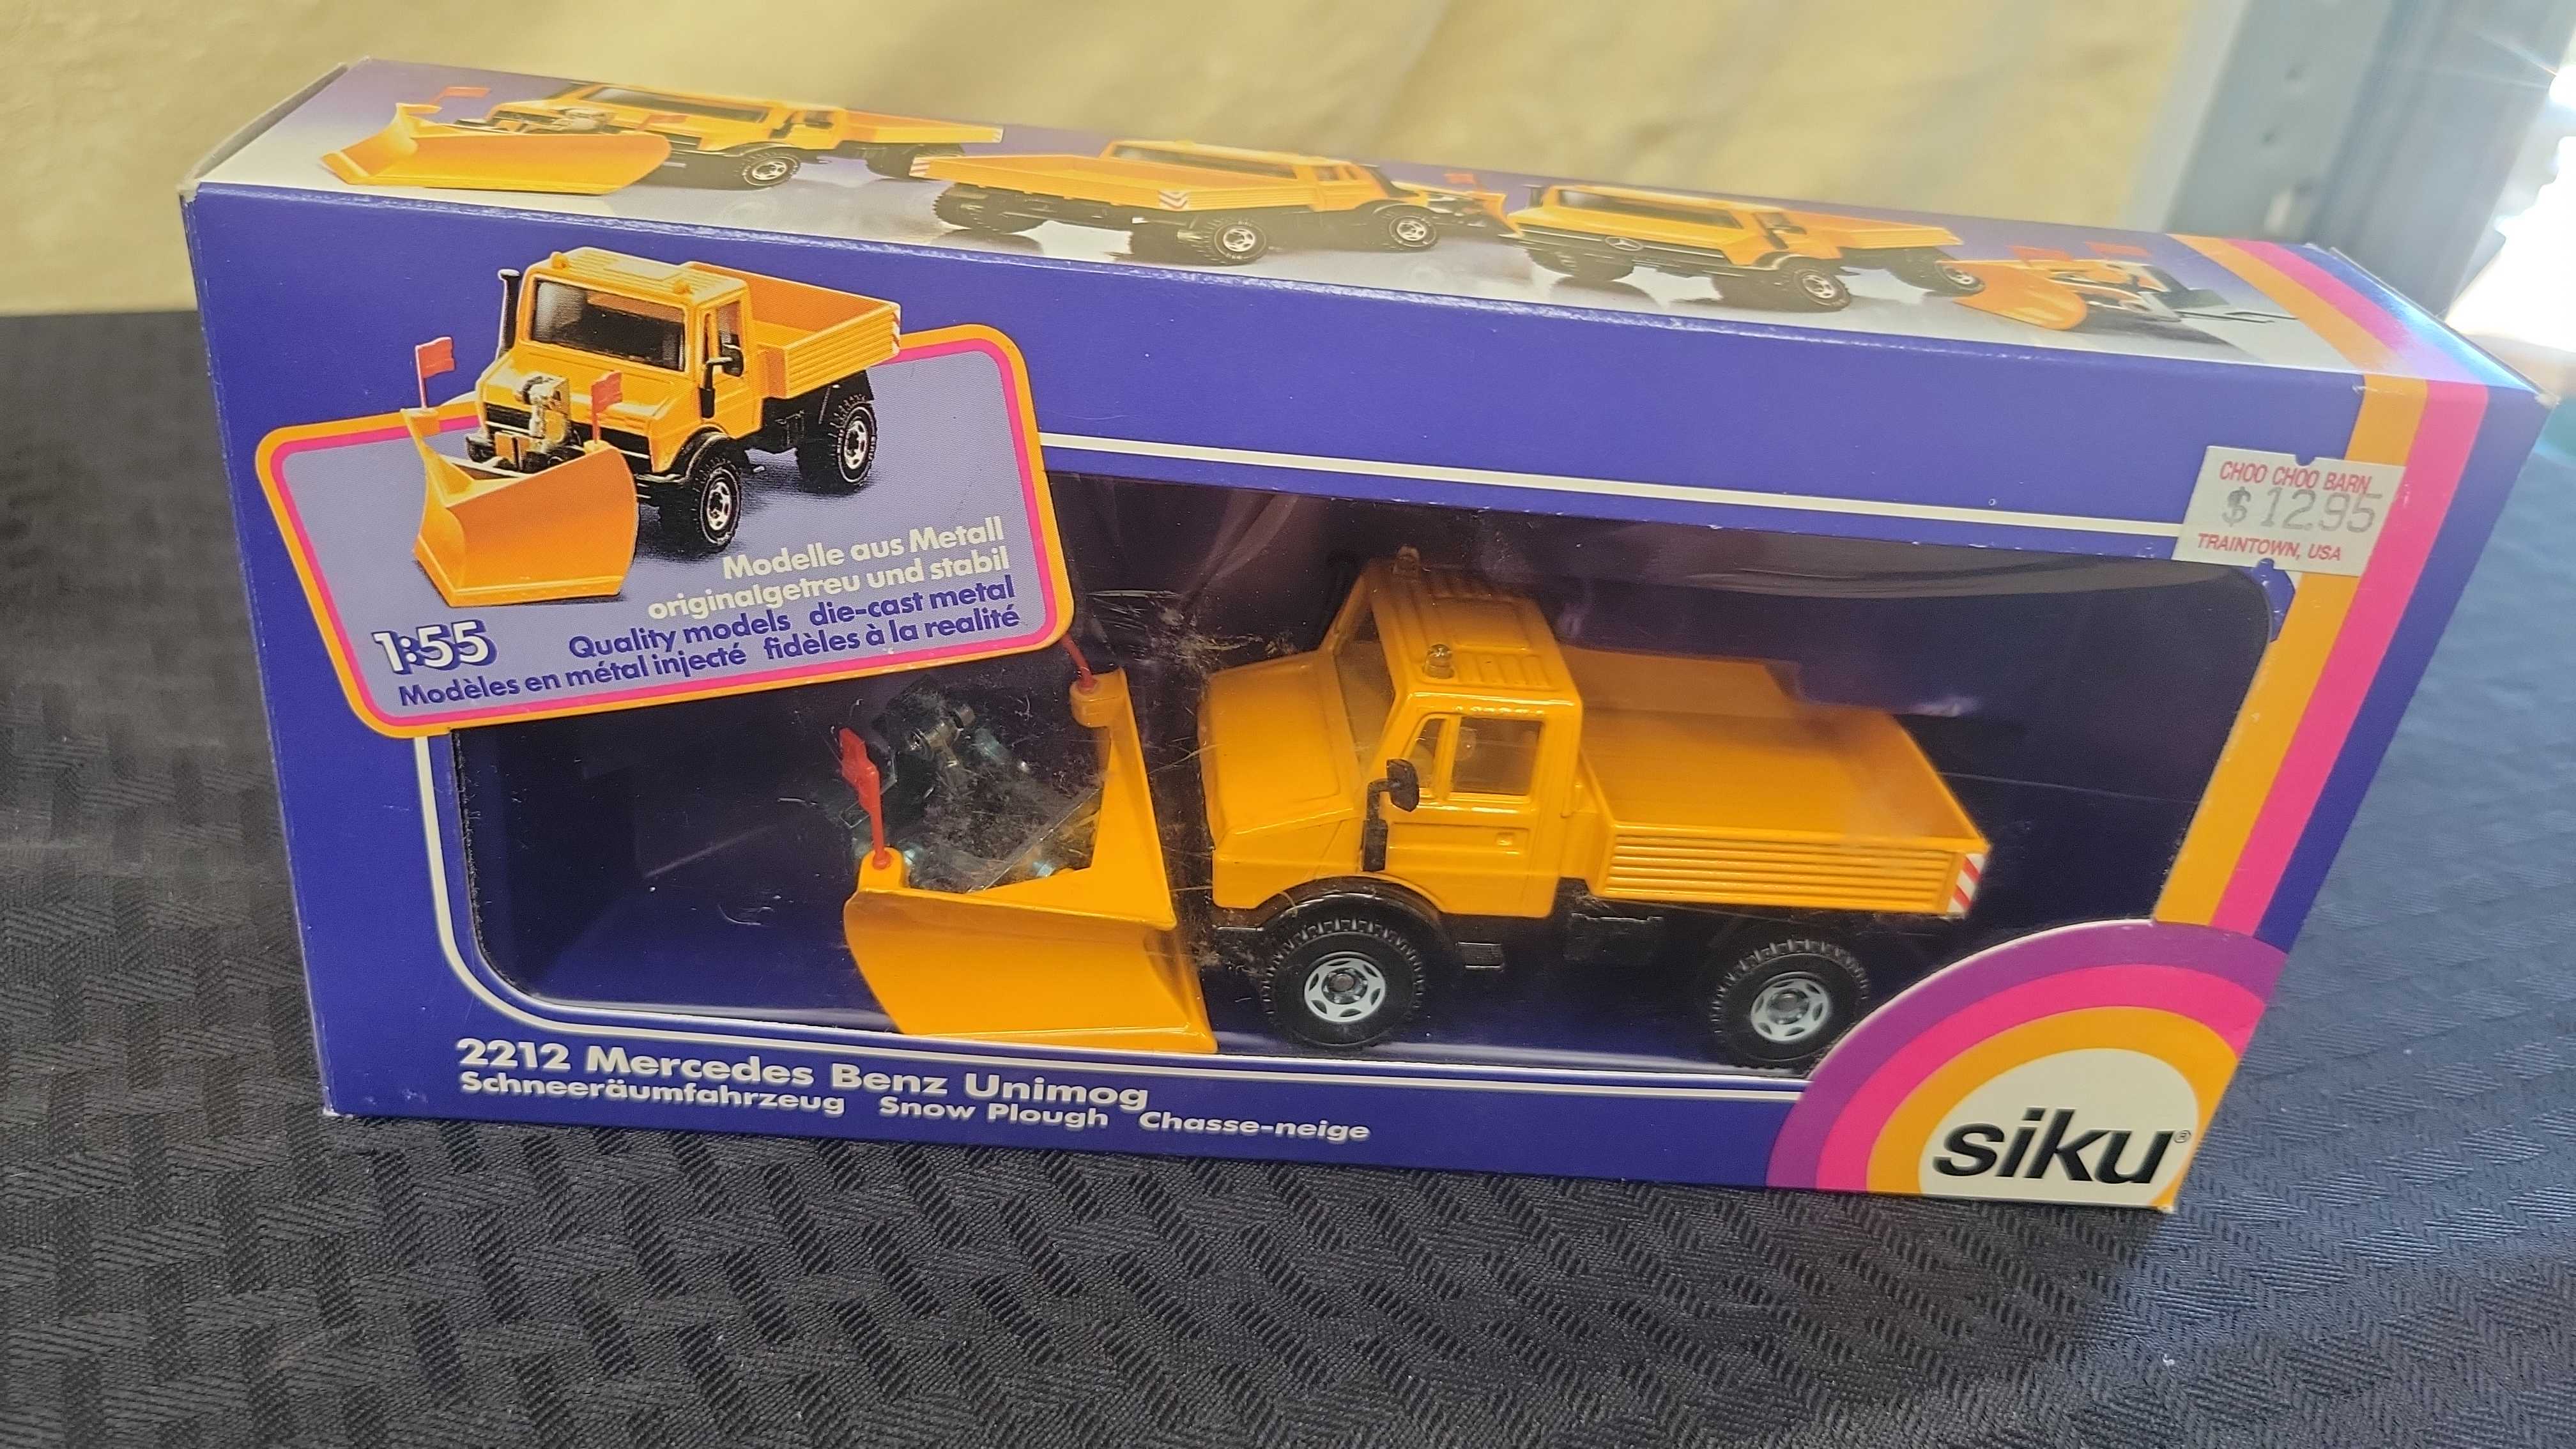 CHOO CHOO BARN
$12.95
TRAINTOWN, USA
Modelle aus Metall
originalgetreu und stabil
Quality models die-cast metal
1:55
Modèles en métal injecté fidèles à la realité
2212 Mercedes Benz Unimog
Schneeräumfahrzeug Snow Plough Chasse-neige
siku®